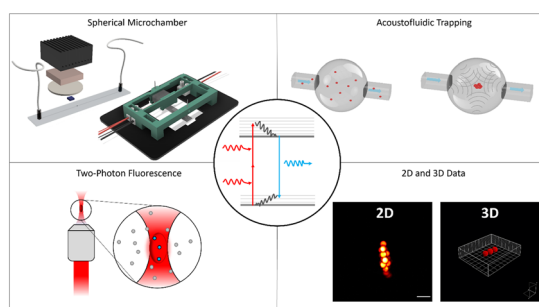 Spherical Microchamber
Acoustofluidic Trapping
Two-Photon Fluorescence
2D and 3D Data
2D
3D